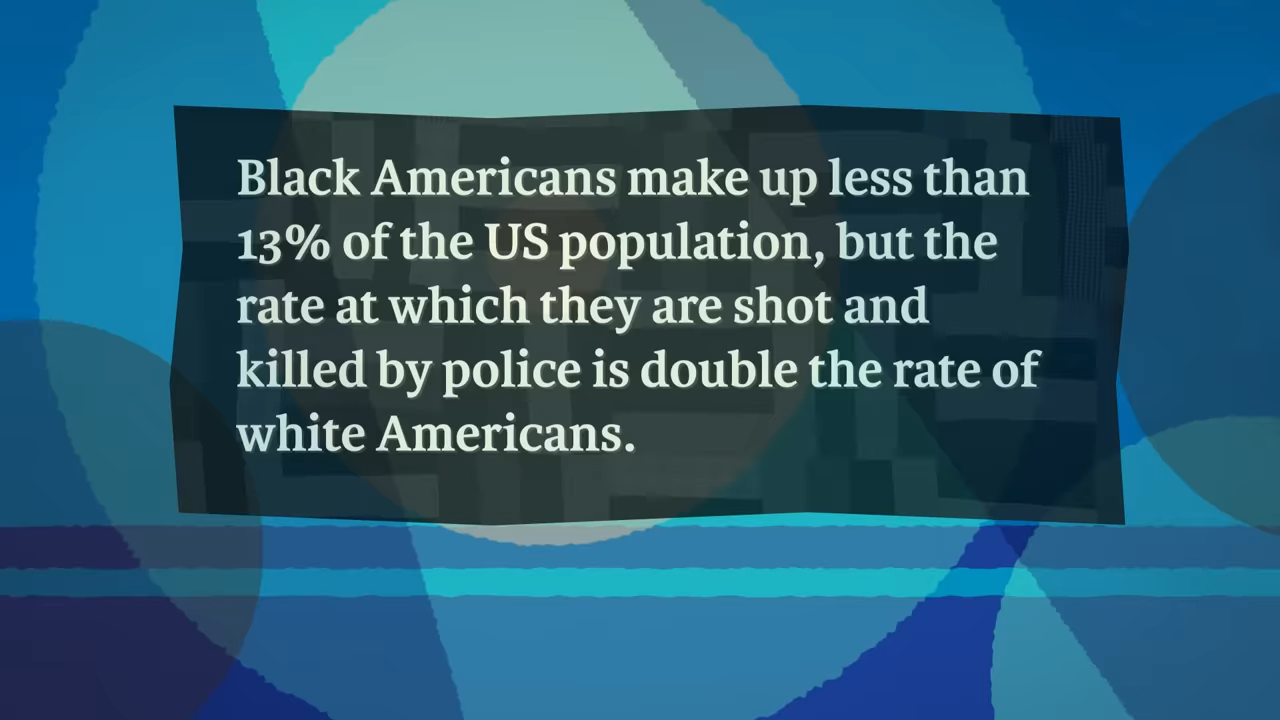 Black Americans make up less than
13% of the US population, but the
rate at which they are shot and
killed by police is double the rate of
white Americans.